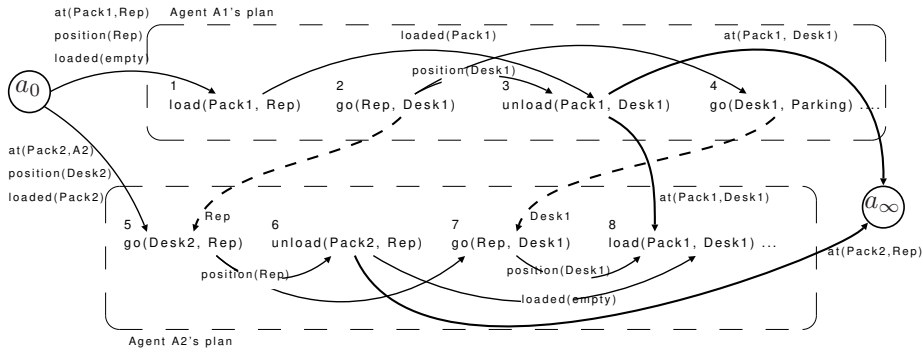 at(Pack1,Rep)
Agent A1's plan
position(Rep)
loaded(empty)
loaded(Pack1)
at(Pack1, Desk1)
position(Desk1)
a0
1
2
3
4
load(Pack1, Rep)
go(Rep, Desk1)
unload(Pack1, Desk1)
go(Desk1, Parking) ....
at(Pack2,A2)
position(Desk2)
loaded(Pack2)
at(Pack1,Desk1)
a∞
Rep
Desk1
5
6
7
8
go(Desk2, Rep)
unload(Pack2, Rep)
go(Rep, Desk1)
load(Pack1, Desk1) ...
at(Pack2,Rep)
position(Rep)
position(Desk1)
loaded(empty)
Agent A2's plan